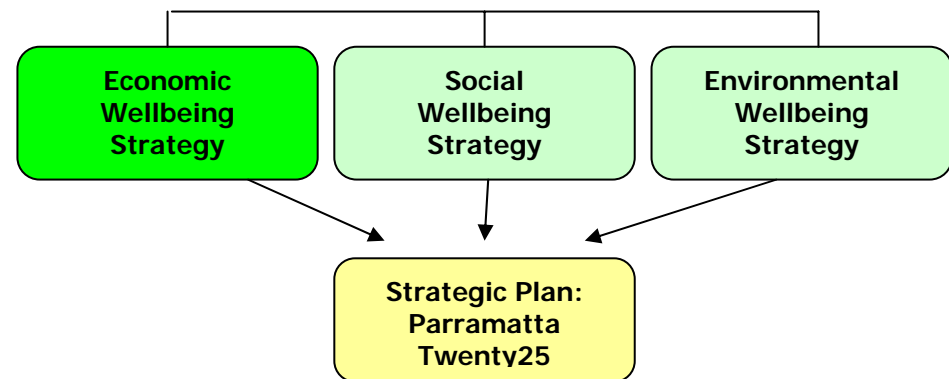 Economic
Wellbeing
Strategy
Social
Wellbeing
Strategy
Environmental
Wellbeing
Strategy
Strategic Plan:
Parramatta
Twenty25